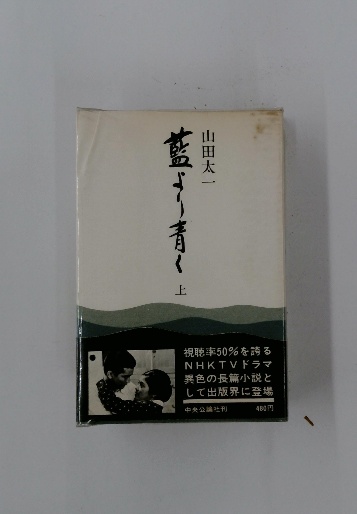 山田太一
藍より青く
上
視聴率50%を誇る
NHKTVドラマ
異色の長篇小説と
して出版界に登場
中央公論社刊 480円